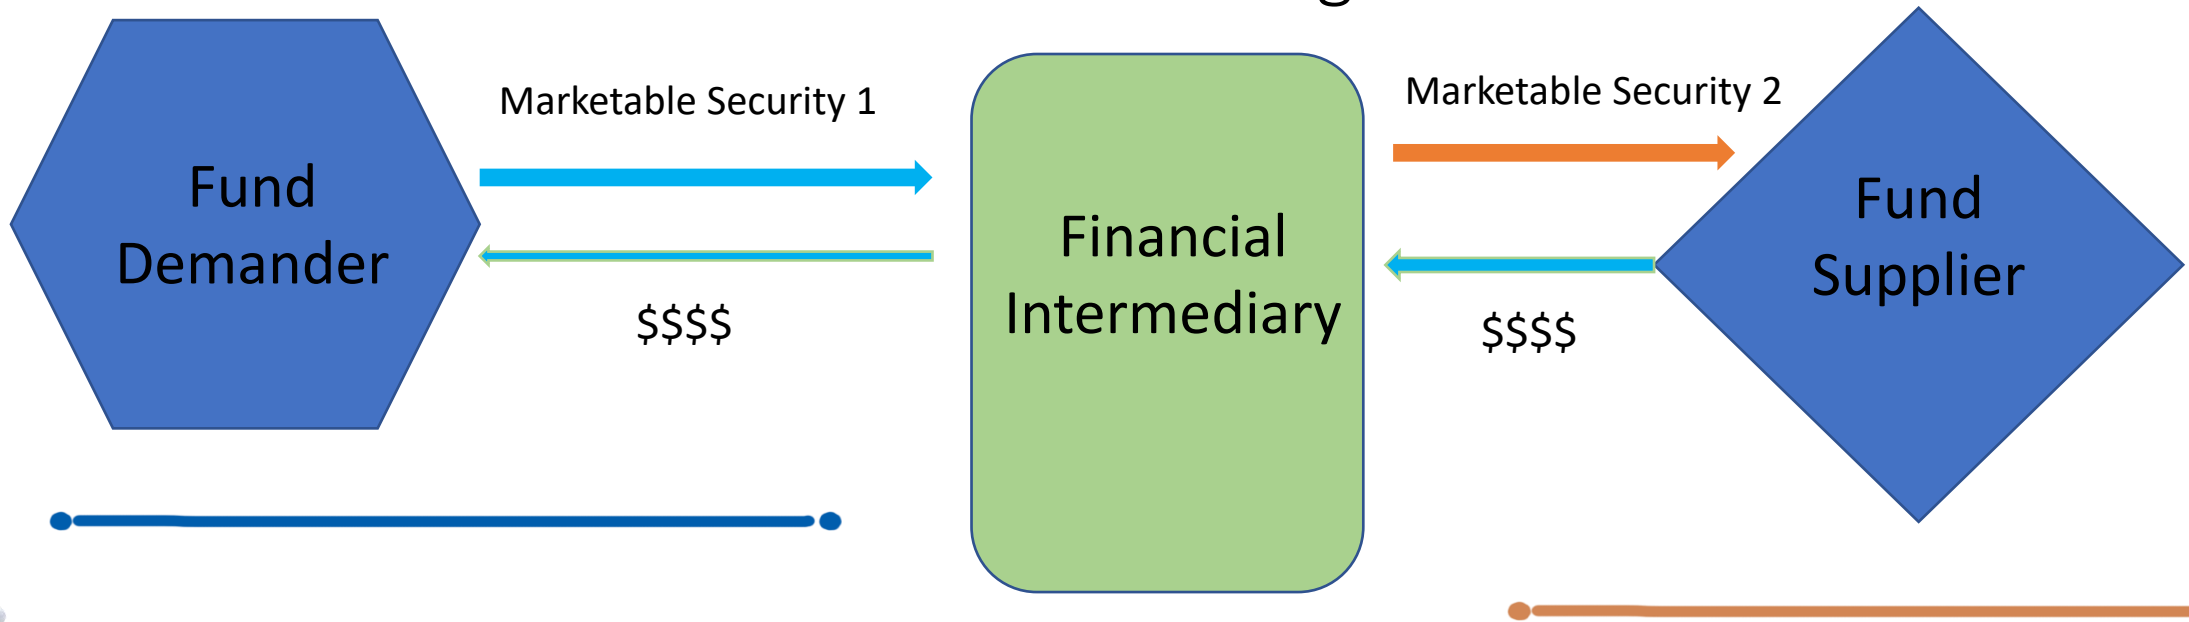 Marketable Security 1
Marketable Security 2
Fund
Demander
Financial
Intermediary
Fund
Supplier
$$$$
$$$$